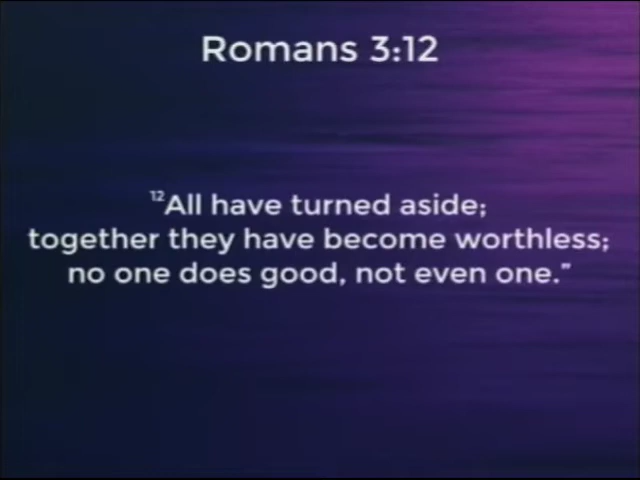 Romans 3:12
¹²All have turned aside;
together they have become worthless;
no one does good, not even one.”